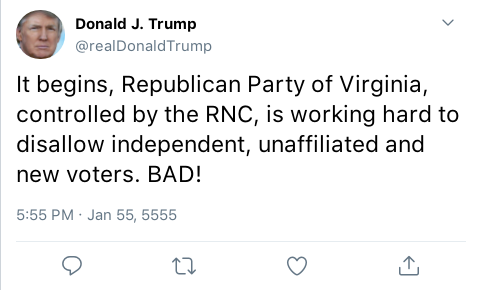 Donald J. Trump
@realDonaldTrump
It begins, Republican Party of Virginia,
controlled by the RNC, is working hard to
disallow independent, unaffiliated and
new voters. BAD!
5:55 PM · Jan 55, 5555